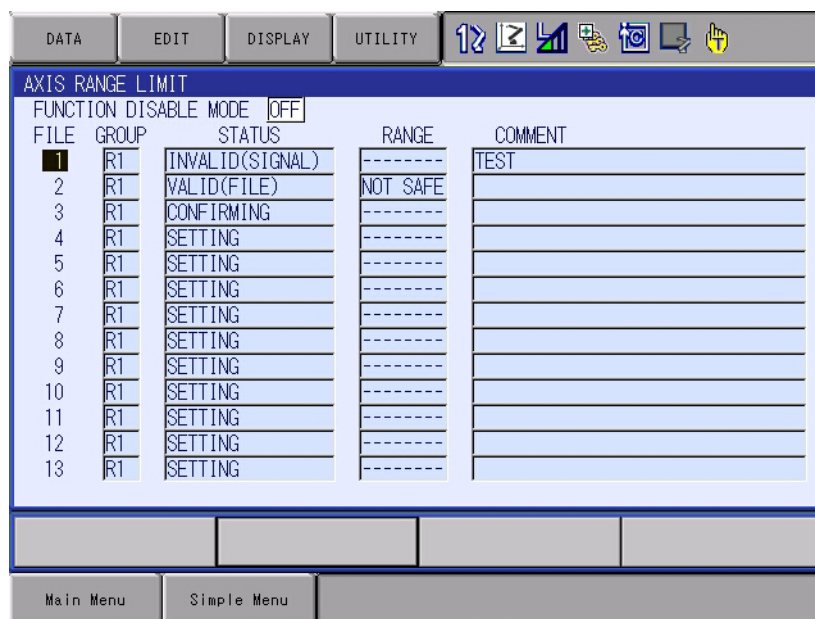 DATA EDIT DISPLAY UTILITY
AXIS RANGE LIMIT
FUNCTION DISABLE MODE OFF
FILE GROUP STATUS RANGE COMMENT
1 R1 INVALID(SIGNAL) -------- TEST
2 R1 VALID(FILE) NOT SAFE
3 R1 CONFIRMING --------
4 R1 SETTING --------
5 R1 SETTING --------
6 R1 SETTING --------
7 R1 SETTING --------
8 R1 SETTING --------
9 R1 SETTING --------
10 R1 SETTING --------
11 R1 SETTING --------
12 R1 SETTING --------
13 R1 SETTING --------
Main Menu Simple Menu